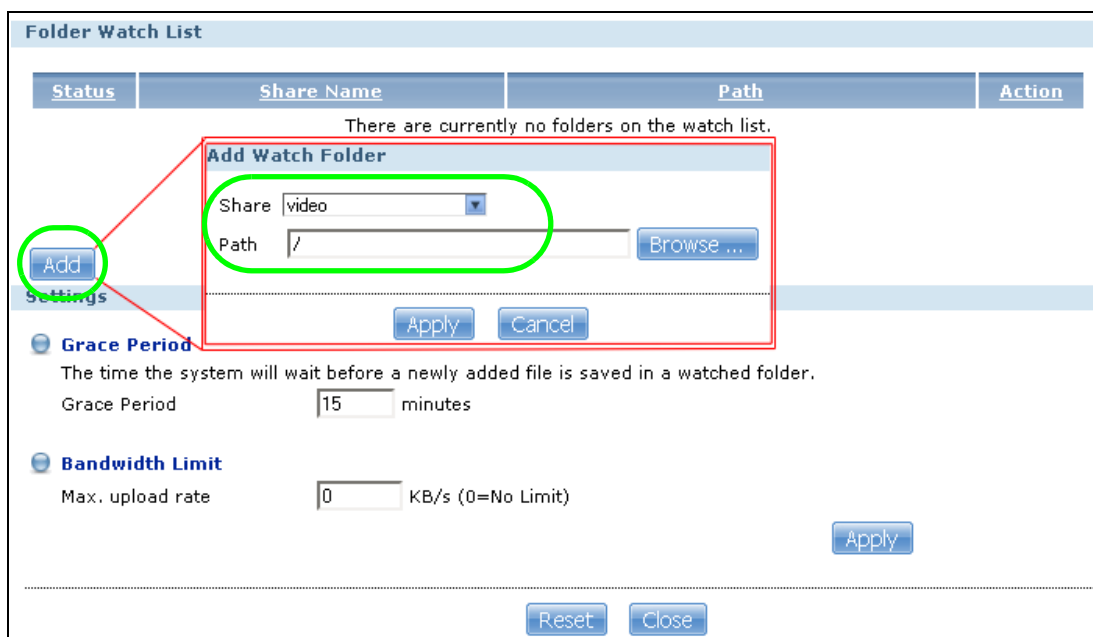 Folder Watch List
Status Share Name Path Action
There are currently no folders on the watch list.
Add Watch Folder
Share video
Path / Browse ...
Add
Apply Cancel
Settings
Grace Period
The time the system will wait before a newly added file is saved in a watched folder.
Grace Period 15 minutes
Bandwidth Limit
Max. upload rate 0 KB/s (0=No Limit)
Apply
Reset Close